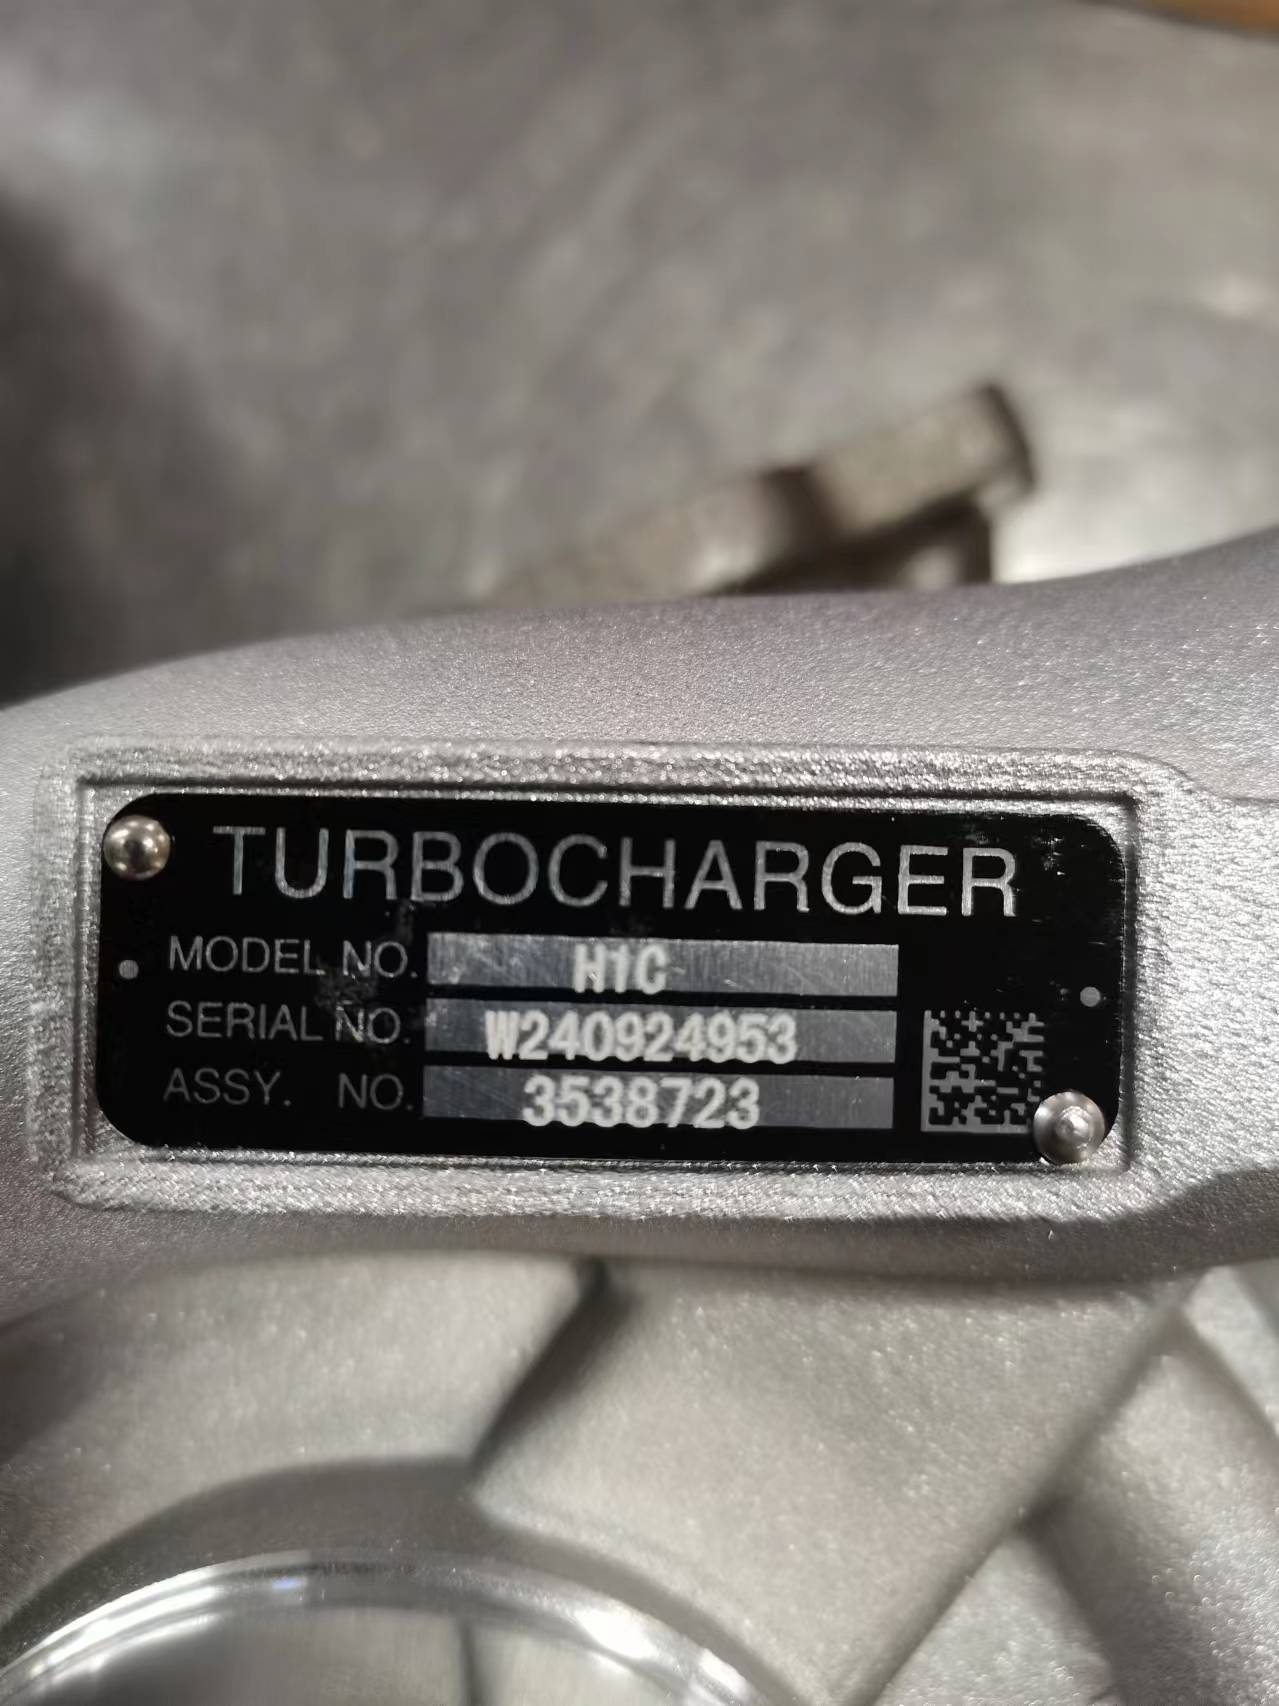 TURBOCHARGER
MODEL NO. H1C
SERIAL NO. W240924953
ASSY. NO. 3538723